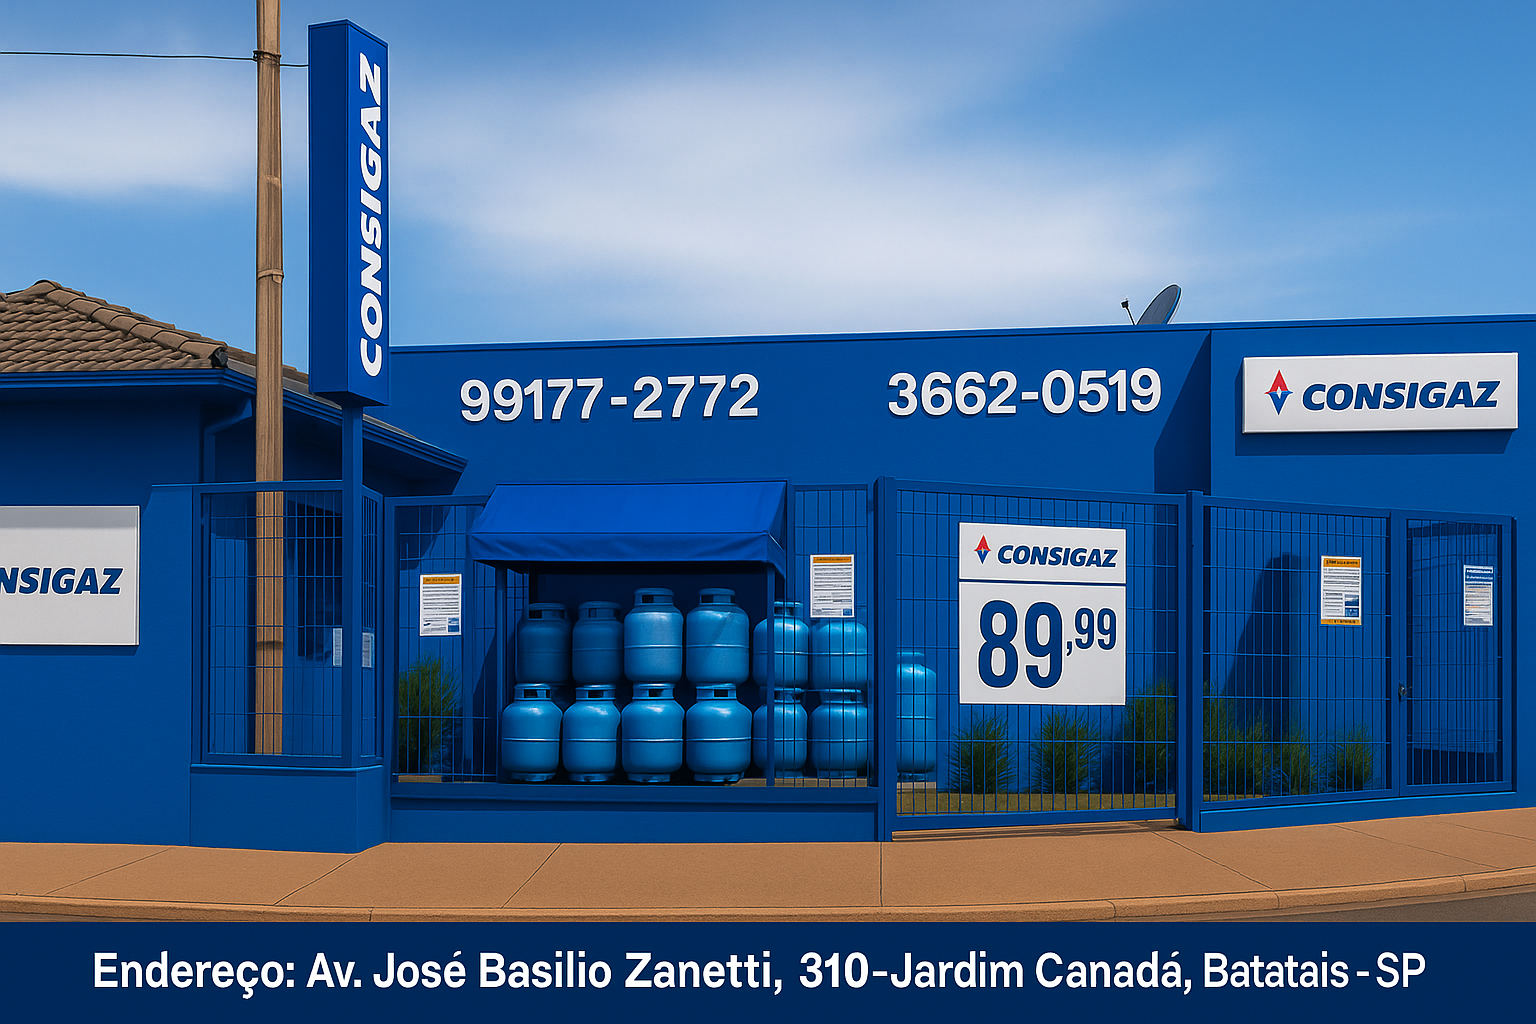 CONSIGAZ
99177-2772
3662-0519
CONSIGAZ
NSIGAZ
CONSIGAZ
89,99
Endereço: Av. José Basilio Zanetti, 310-Jardim Canadá, Batatais - SP